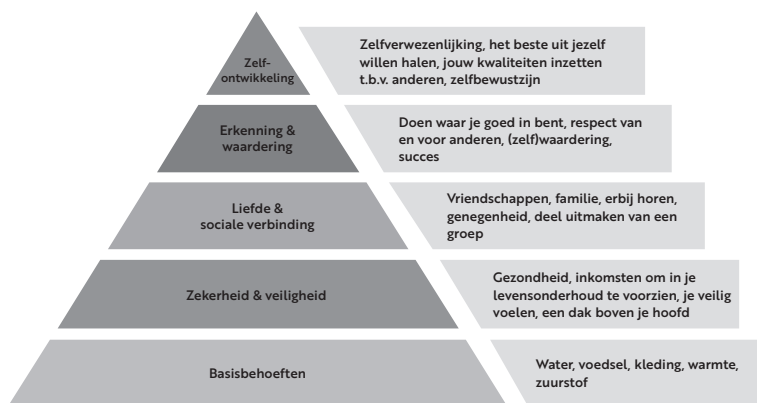 Zelf-
ontwikkeling
Zelfverwezenlijking, het beste uit jezelf
willen halen, jouw kwaliteiten inzetten
t.b.v. anderen, zelfbewustzijn
Erkenning &
waardering
Doen waar je goed in bent, respect van
en voor anderen, (zelf)waardering,
succes
Liefde &
sociale verbinding
Vriendschappen, familie, erbij horen,
genegenheid, deel uitmaken van een
groep
Zekerheid & veiligheid
Gezondheid, inkomsten om in je
levensonderhoud te voorzien, je veilig
voelen, een dak boven je hoofd
Basisbehoeften
Water, voedsel, kleding, warmte,
zuurstof